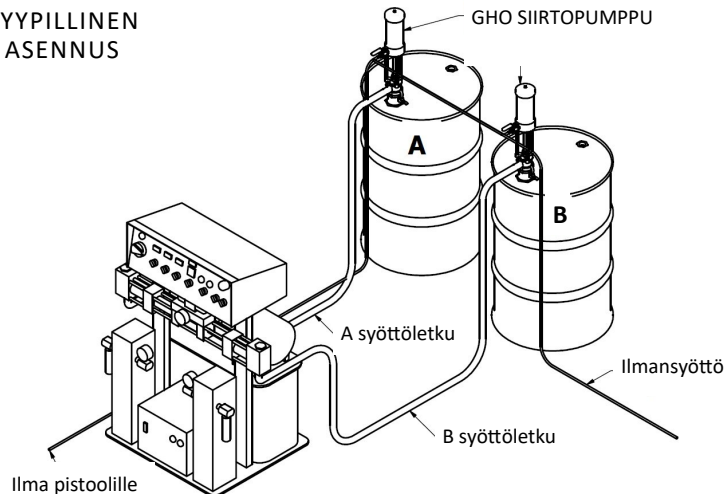 YYPILLINEN
ASENNUS
GHO SIIRTOPUMPPU
A
B
A syöttöletku
Ilmansyöttö
B syöttöletku
Ilma pistoolille